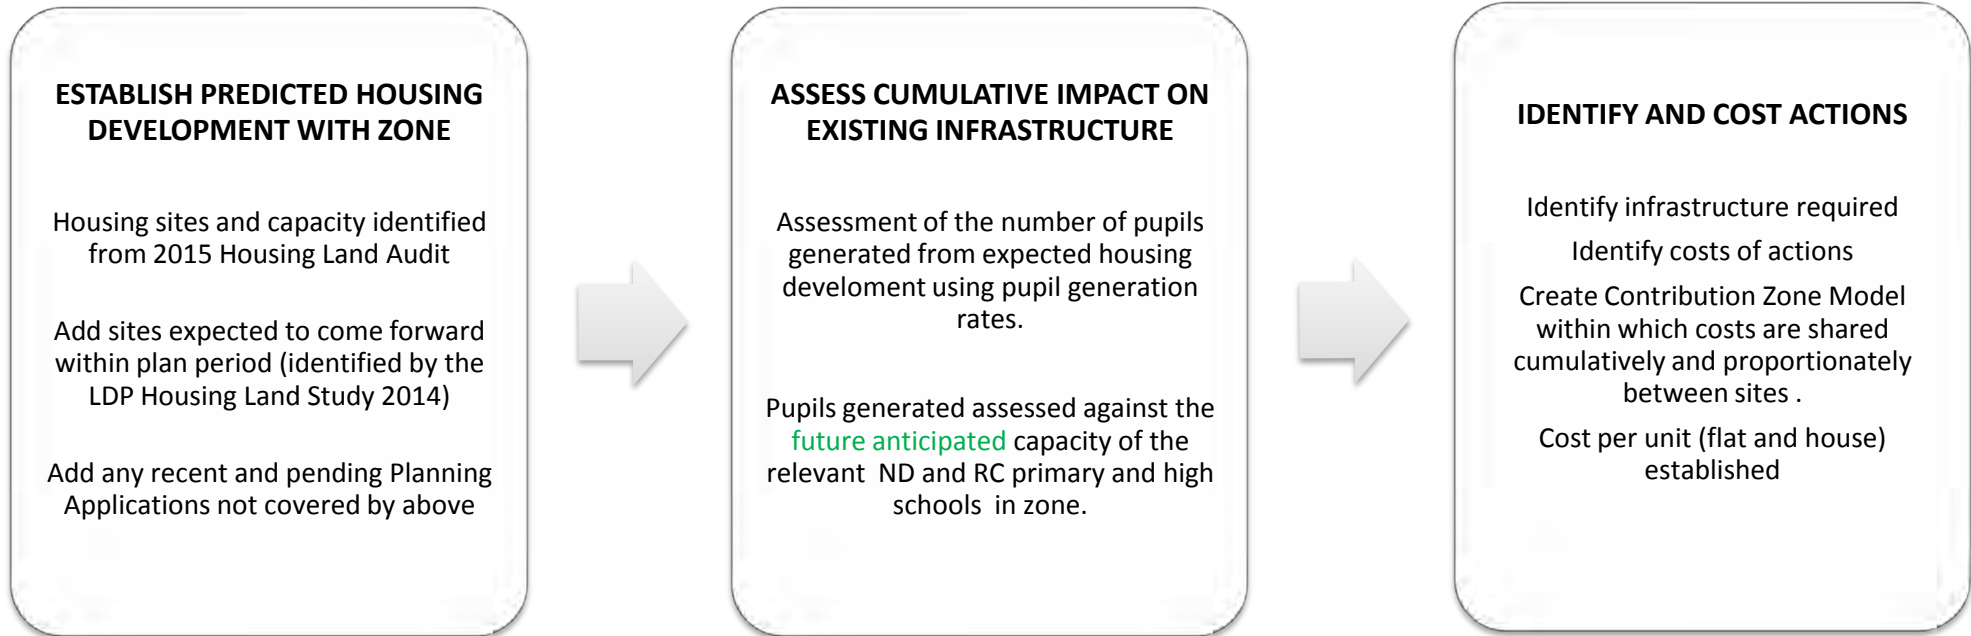 ESTABLISH PREDICTED HOUSING
DEVELOPMENT WITH ZONE
Housing sites and capacity identified
from 2015 Housing Land Audit
Add sites expected to come forward
within plan period (identified by the
LDP Housing Land Study 2014)
Add any recent and pending Planning
Applications not covered by above
ASSESS CUMULATIVE IMPACT ON
EXISTING INFRASTRUCTURE
Assessment of the number of pupils
generated from expected housing
develoment using pupil generation
rates.
Pupils generated assessed against the
future anticipated capacity of the
relevant ND and RC primary and high
schools in zone.
IDENTIFY AND COST ACTIONS
Identify infrastructure required
Identify costs of actions
Create Contribution Zone Model
within which costs are shared
cumulatively and proportionately
between sites .
Cost per unit (flat and house)
established